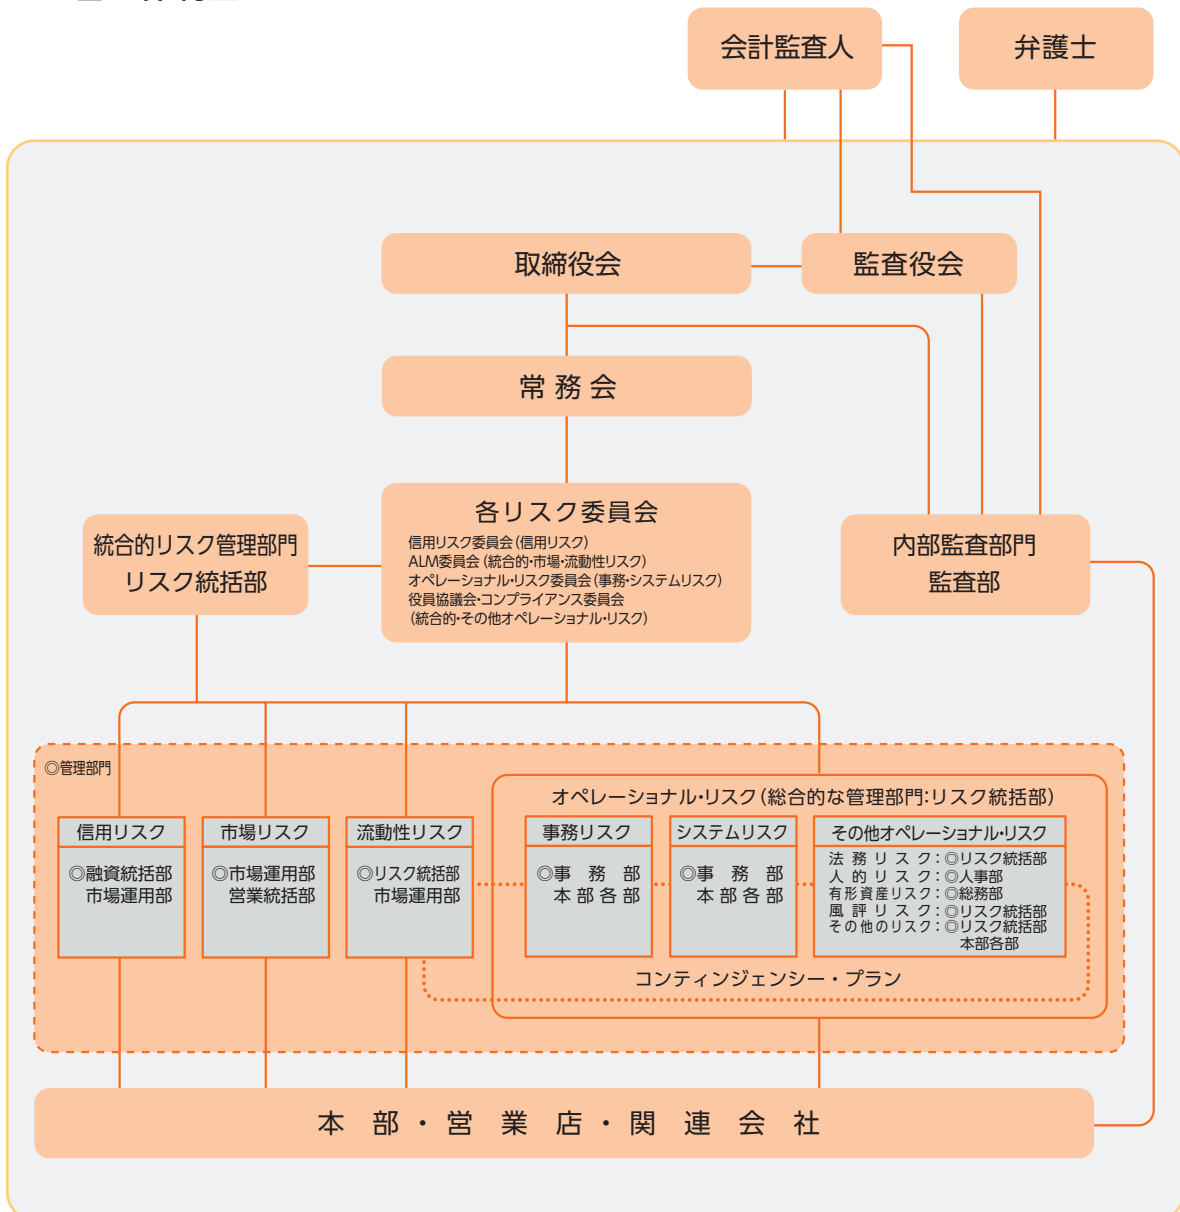 会計監査人
弁護士
取締役会
監査役会
常務会
各リスク委員会
信用リスク委員会(信用リスク)
ALM委員会(統合的・市場・流動性リスク)
オペレーショナル・リスク委員会(事務・システムリスク)
役員協議会・コンプライアンス委員会
(統合的・その他オペレーショナル・リスク)
統合的リスク管理部門
リスク統括部
内部監査部門
監査部
◎管理部門
オペレーショナル・リスク(総合的な管理部門:リスク統括部)
信用リスク
◎融資統括部
市場運用部
市場リスク
◎市場運用部
営業統括部
流動性リスク
◎リスク統括部
市場運用部
事務リスク
◎事務部
本部各部
システムリスク
◎事務部
本部各部
その他オペレーショナル・リスク
法務リスク:◎リスク統括部
人的リスク:◎人事部
有形資産リスク:◎総務部
風評リスク:◎リスク統括部
その他のリスク:◎リスク統括部
本部各部
コンティンジェンシー・プラン
本部・営業店・関連会社